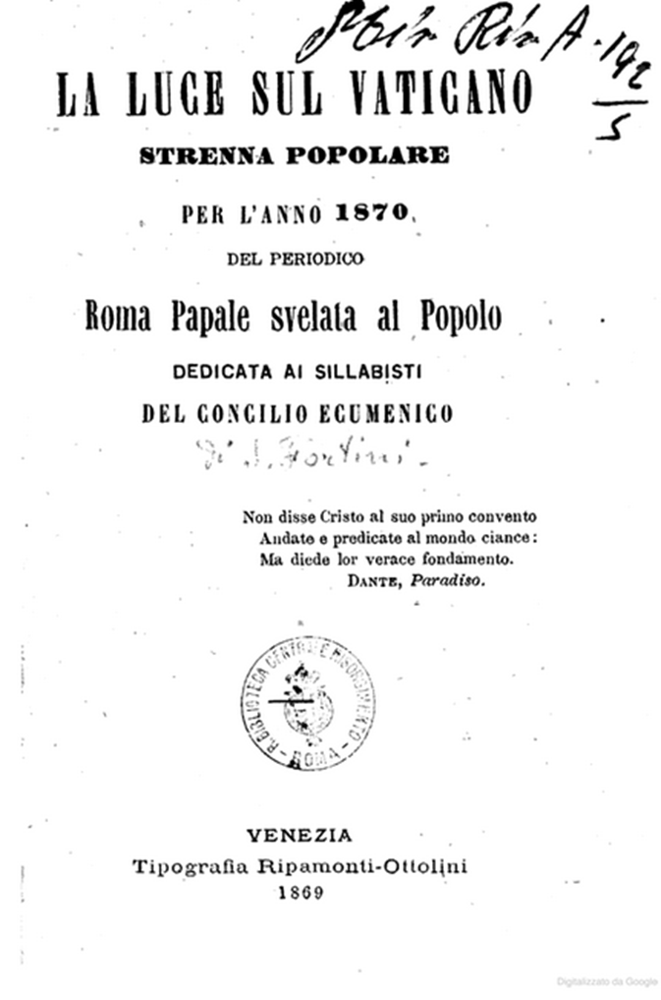 Min Ris A. 192
5
LA LUCE SUL VATICANO
STRENNA POPOLARE
PER L'ANNO 1870
DEL PERIODICO
Roma Papale svelata al Popolo
DEDICATA AI SILLABISTI
DEL CONCILIO ECUMENICO
di S. Fortini.
Non disse Cristo al suo primo convento
Andate e predicate al mondo ciance:
Ma diede lor verace fondamento.
DANTE, Paradiso.
R. BIBLIOTECA CENTRALE RISORGIMENTO
- ROMA -
VENEZIA
Tipografia Ripamonti-Ottolini
1869
Digitalizzato da Google